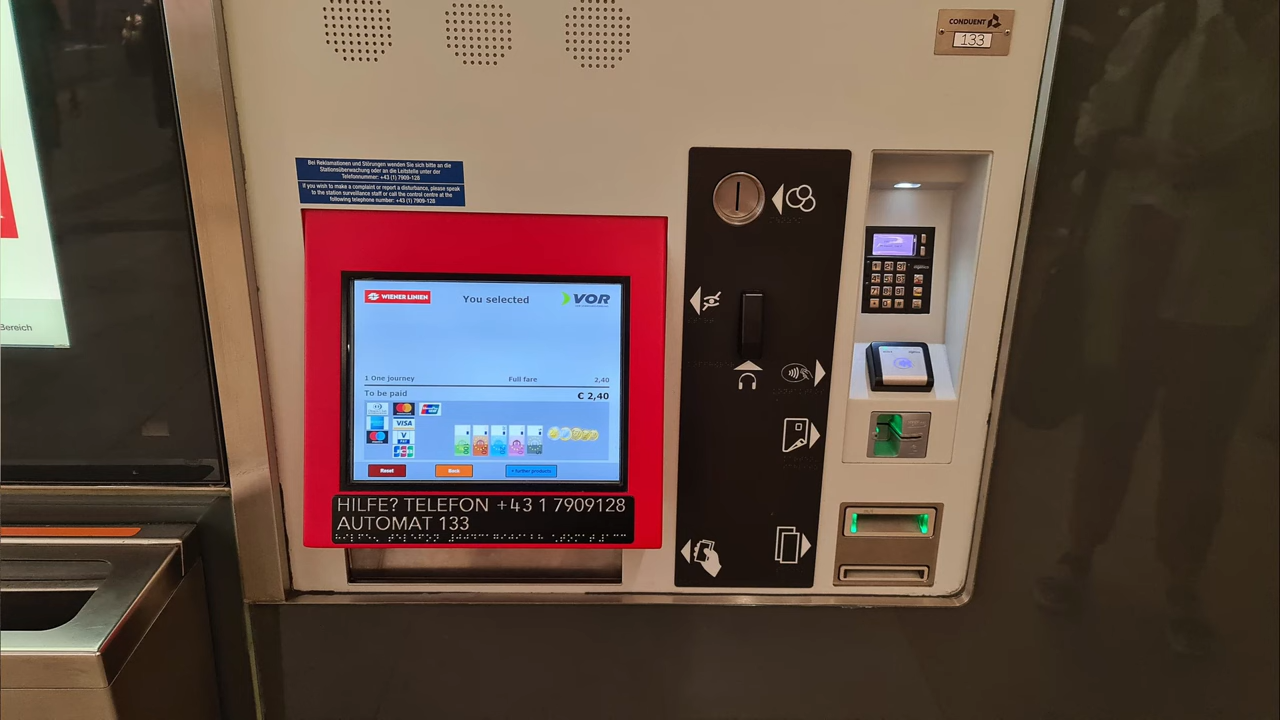 CONDUENT
133
Bei Reklamationen und Störungen wenden Sie sich bitte an die
Stationsüberwachung oder an die Leitstelle unter der
Telefonnummer: +43 (1) 7909-128
If you wish to make a complaint or report a disturbance, please speak
to the station surveillance staff or call the control centre at the
following telephone number: +43 (1) 7909-128
WIENER LINIEN
You selected
VOR
1 One journey Full fare 2,40
To be paid € 2,40
VISA
JCB
Reset
Back
+ further products
HILFE? TELEFON +43 1 7909128
AUTOMAT 133
Bereich